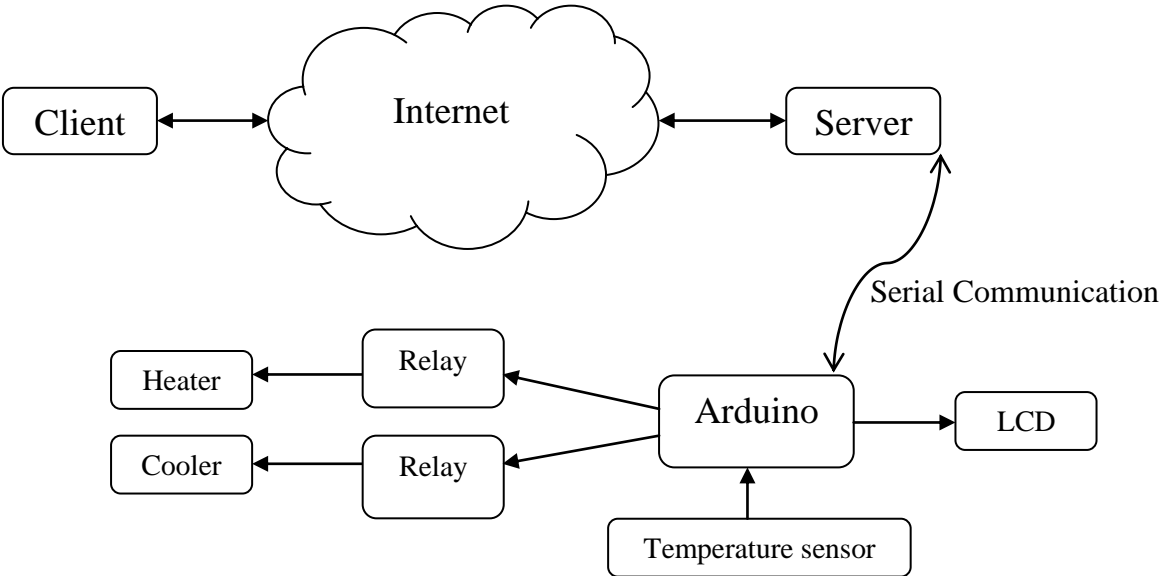 Client
Internet
Server
Serial Communication
Heater
Relay
Arduino
LCD
Cooler
Relay
Temperature sensor